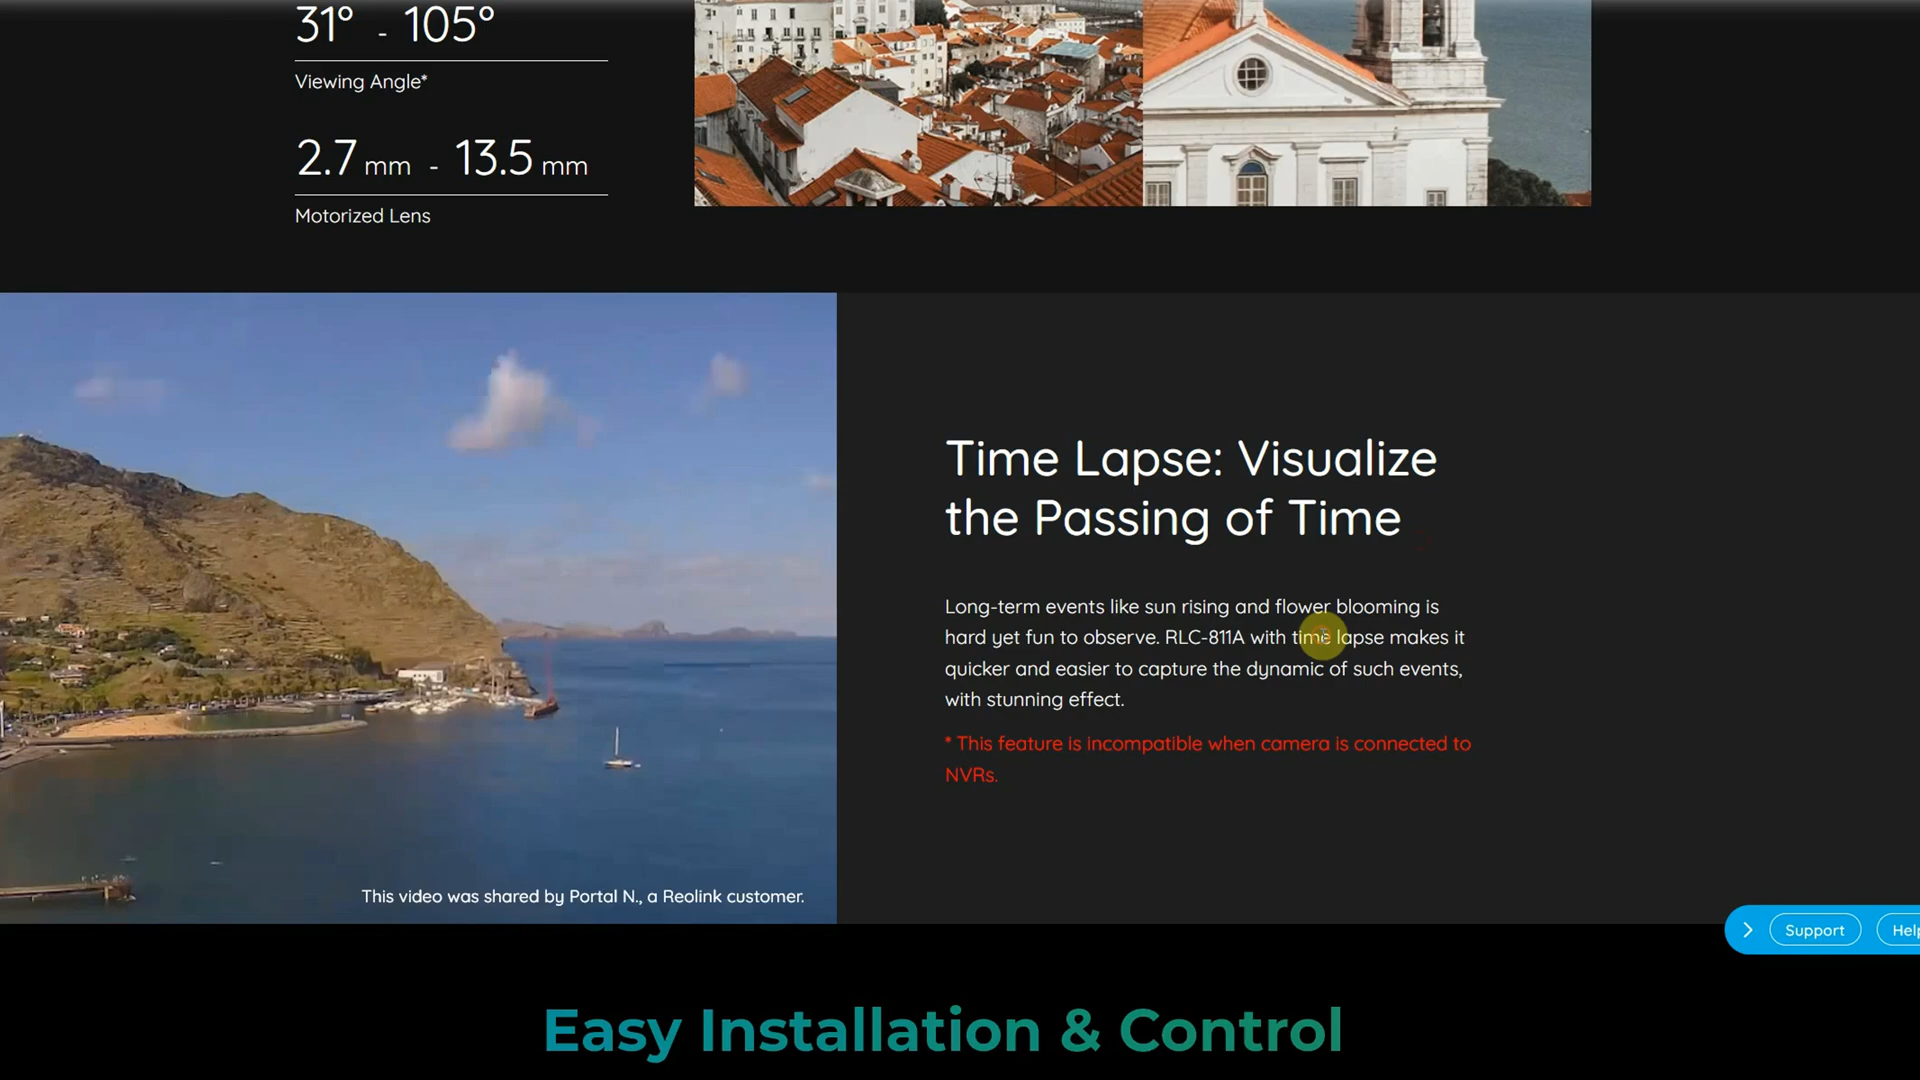 31° - 105°
Viewing Angle*
2.7 mm - 13.5 mm
Motorized Lens
Time Lapse: Visualize
the Passing of Time
Long-term events like sun rising and flower blooming is
hard yet fun to observe. RLC-811A with time lapse makes it
quicker and easier to capture the dynamic of such events,
with stunning effect.
* This feature is incompatible when camera is connected to
NVRs.
This video was shared by Portal N., a Reolink customer.
Support
Help
Easy Installation & Control